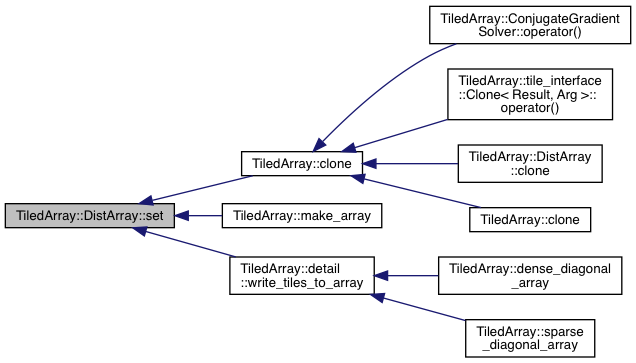 TiledArray::ConjugateGradient
Solver::operator()
TiledArray::tile_interface
::Clone< Result, Arg >::
operator()
TiledArray::clone
TiledArray::DistArray
::clone
TiledArray::DistArray::set
TiledArray::make_array
TiledArray::clone
TiledArray::detail
::write_tiles_to_array
TiledArray::dense_diagonal
_array
TiledArray::sparse
_diagonal_array